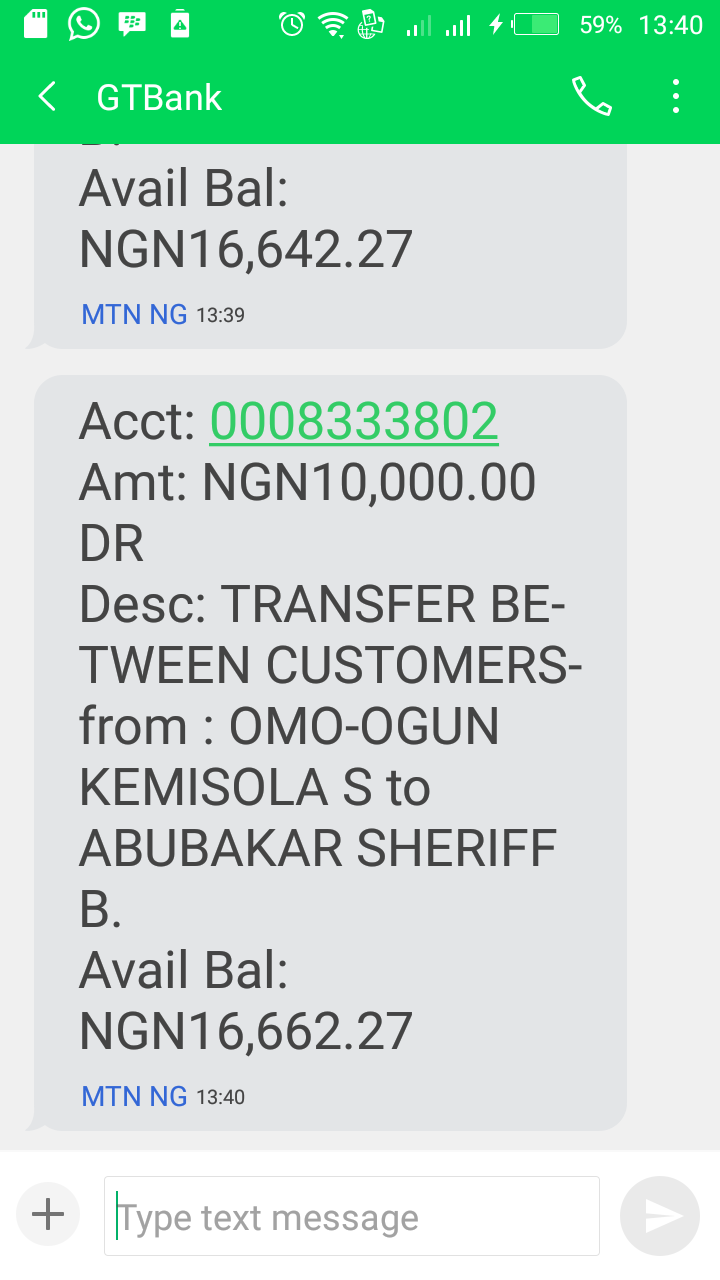 59% 13:40
GTBank
Avail Bal:
NGN16,642.27
MTN NG 13:39
Acct: 0008333802
Amt: NGN10,000.00
DR
Desc: TRANSFER BE-
TWEEN CUSTOMERS-
from : OMO-OGUN
KEMISOLA S to
ABUBAKAR SHERIFF
B.
Avail Bal:
NGN16,662.27
MTN NG 13:40
Type text message